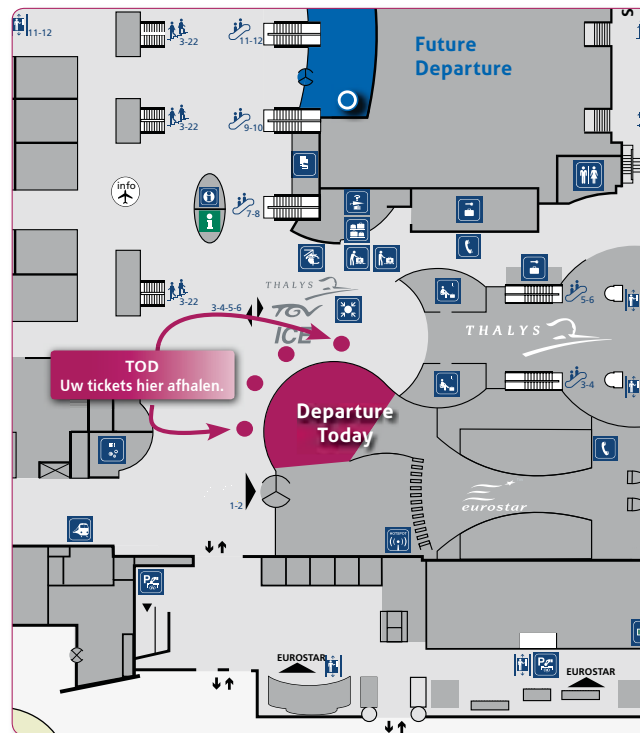 11-12
3-22
11-12
S
Future
Departure
3-22
9-10
info
i
i
7-8
3-22
3-4-5-6
THALYS
TGV
ICE
5-6
THALYS
TOD
Uw tickets hier afhalen.
3-4
Departure
Today
1-2
eurostar
HOTSPOT
P
EUROSTAR
P
EUROSTAR